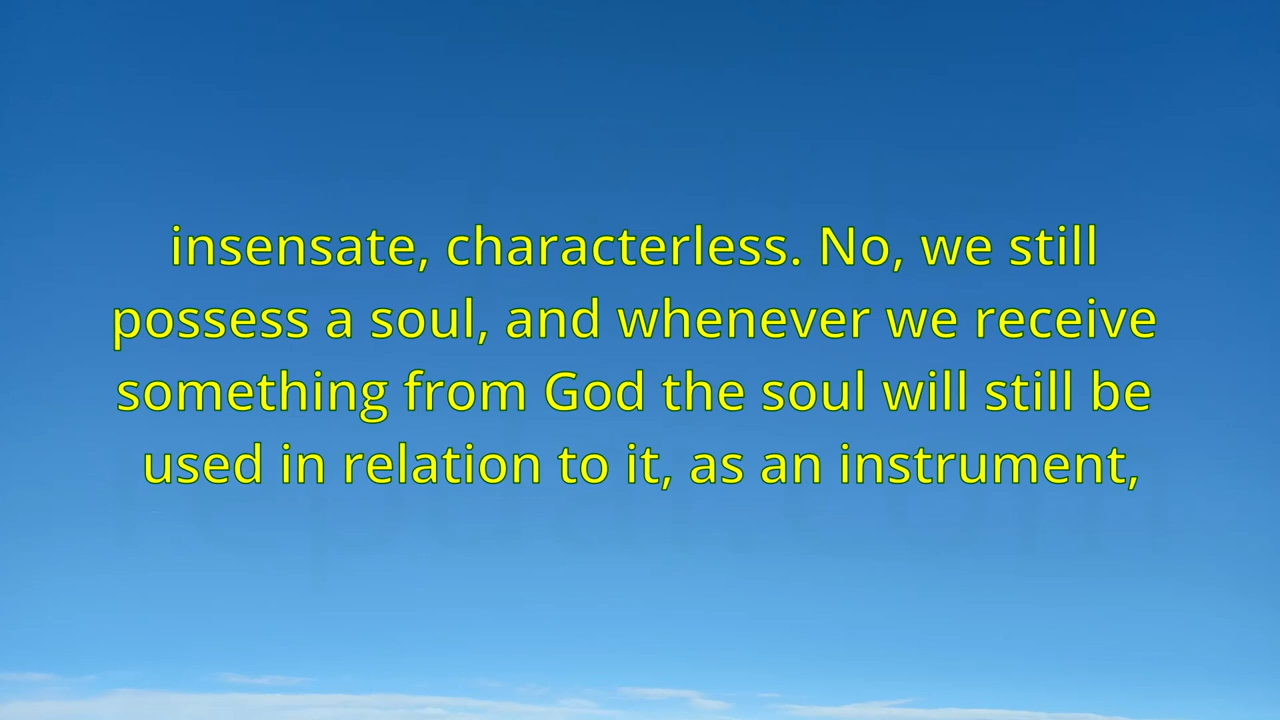 insensate, characterless. No, we still
possess a soul, and whenever we receive
something from God the soul will still be
used in relation to it, as an instrument,